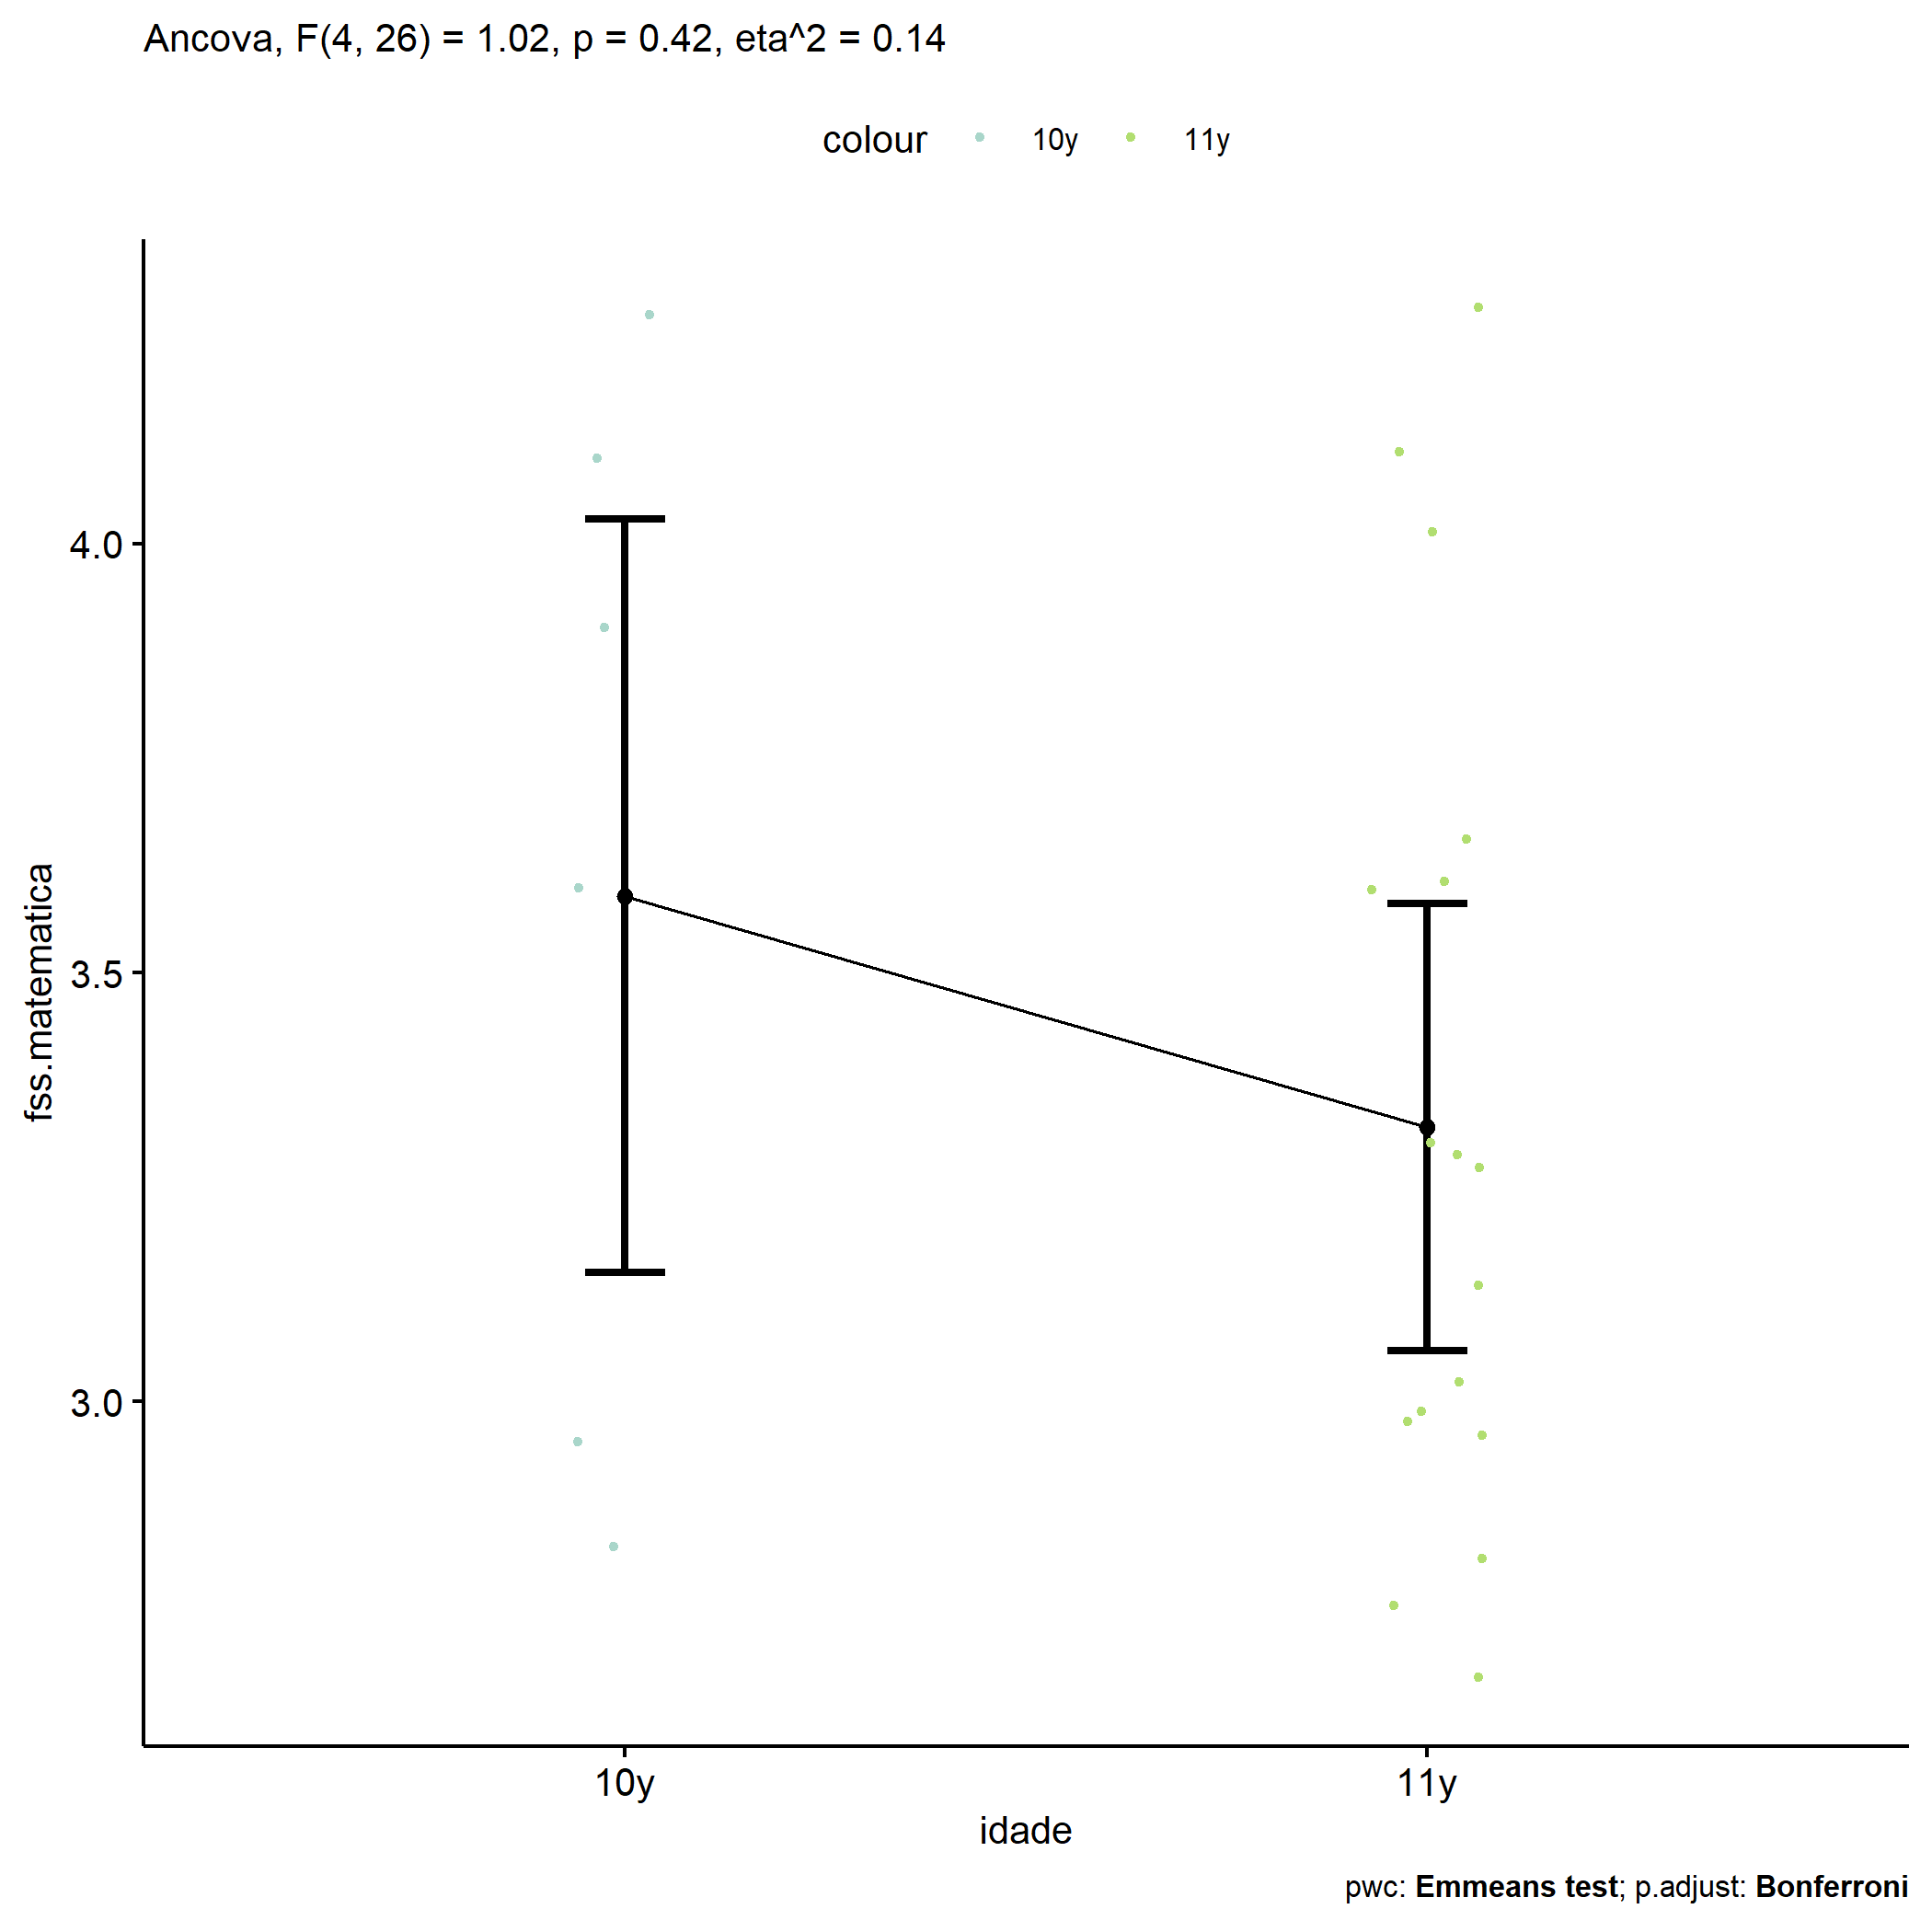 Ancova, F(4, 26) = 1.02, p = 0.42, eta^2 = 0.14
colour 10y 11y
4.0
3.5
3.0
fss.matematica
10y 11y
idade
pwc: Emmeans test; p.adjust: Bonferroni